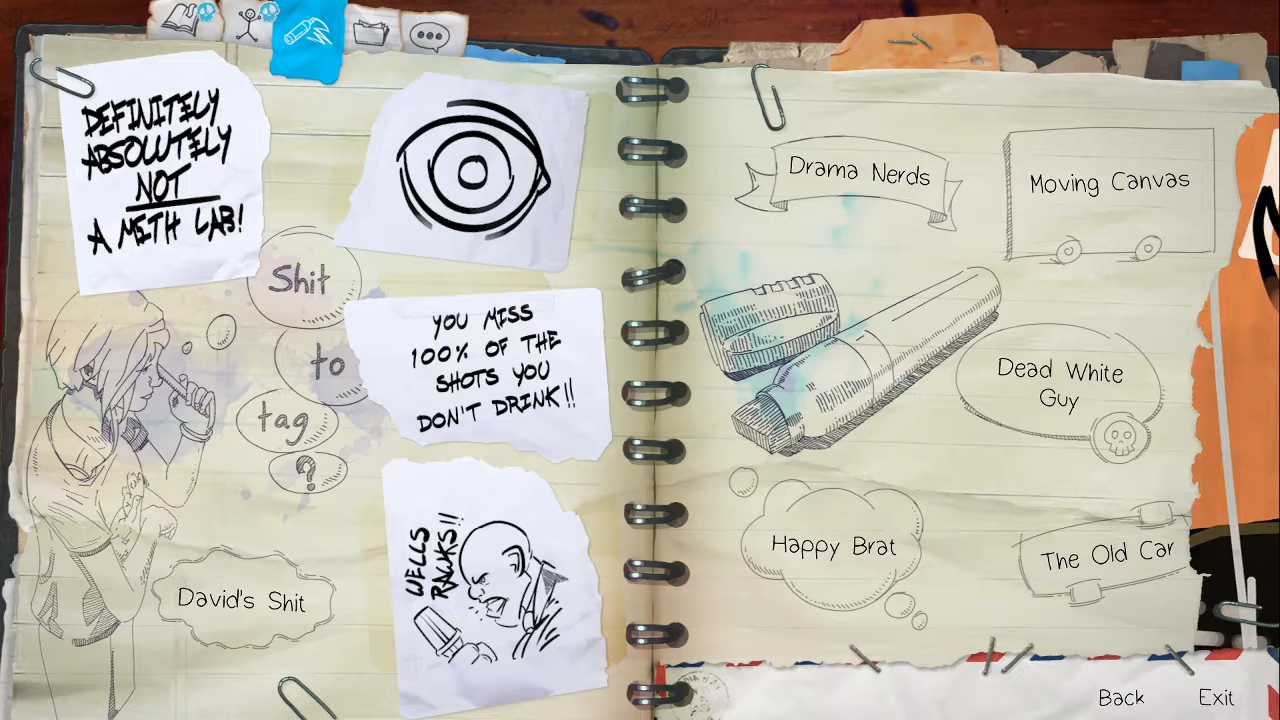 DEFINITELY
ABSOLUTELY
NOT
A METH LAB!
Shit
to
tag
?
YOU MISS
100% OF THE
SHOTS YOU
DON'T DRINK!!
WELLS
RAWKS!!
David's Shit
Drama Nerds
Moving Canvas
Dead White
Guy
Happy Brat
The Old Car
Back
Exit